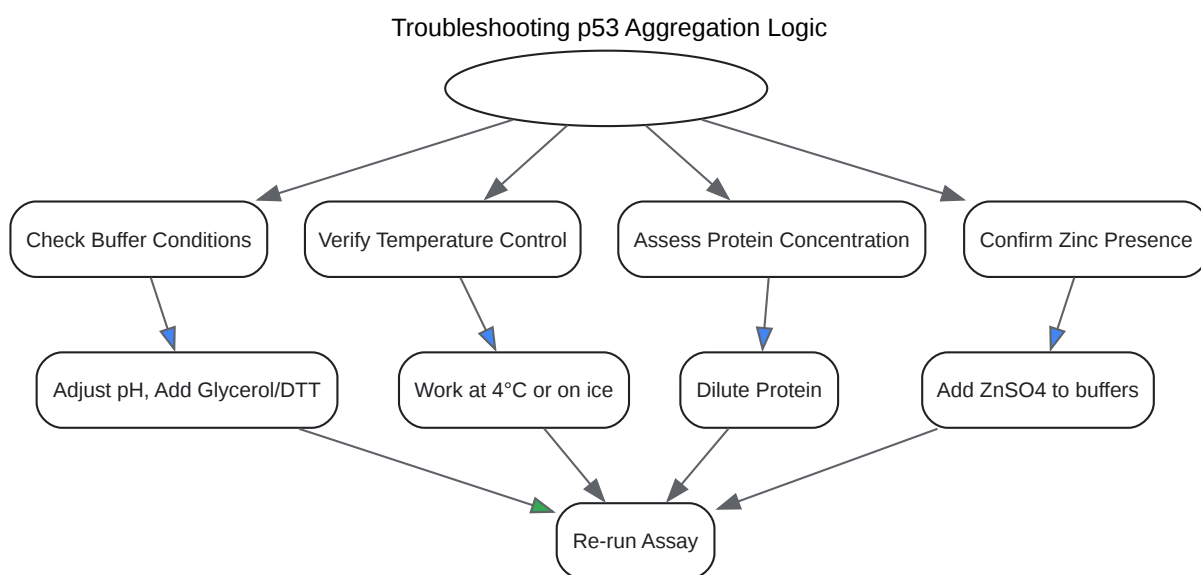 Troubleshooting p53 Aggregation Logic
Check Buffer Conditions
Verify Temperature Control
Assess Protein Concentration
Confirm Zinc Presence
Adjust pH, Add Glycerol/DTT
Work at 4°C or on ice
Dilute Protein
Add ZnSO4 to buffers
Re-run Assay